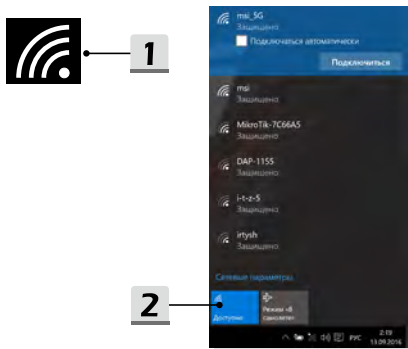 1
msi_5G
Защищено
Подключаться автоматически
Подключиться
msi
Защищено
MikroTik-7C66A5
Защищено
DAP-1155
Защищено
i-t-z-5
Защищено
irtysh
Защищено
Сетевые параметры
2
Доступно
Режим «в самолете»
РУС
2:19
13.09.2016